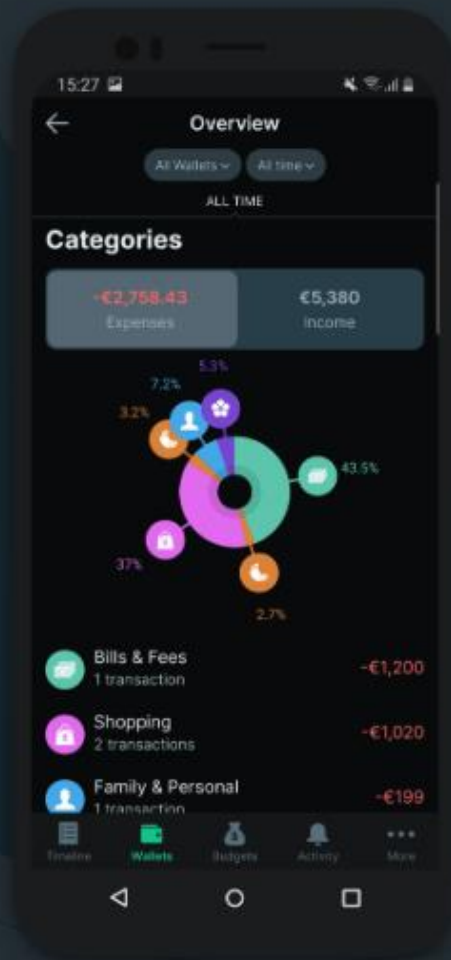 15:27
Overview
All Wallets
All time
ALL TIME
Categories
-€2,758.43
Expenses
€5,380
Income
5.3%
7.2%
3.2%
43.5%
37%
2.7%
Bills & Fees
1 transaction
-€1,200
Shopping
2 transactions
-€1,020
Family & Personal
1 transaction
-€199
Timeline
Wallets
Budgets
Activity
More